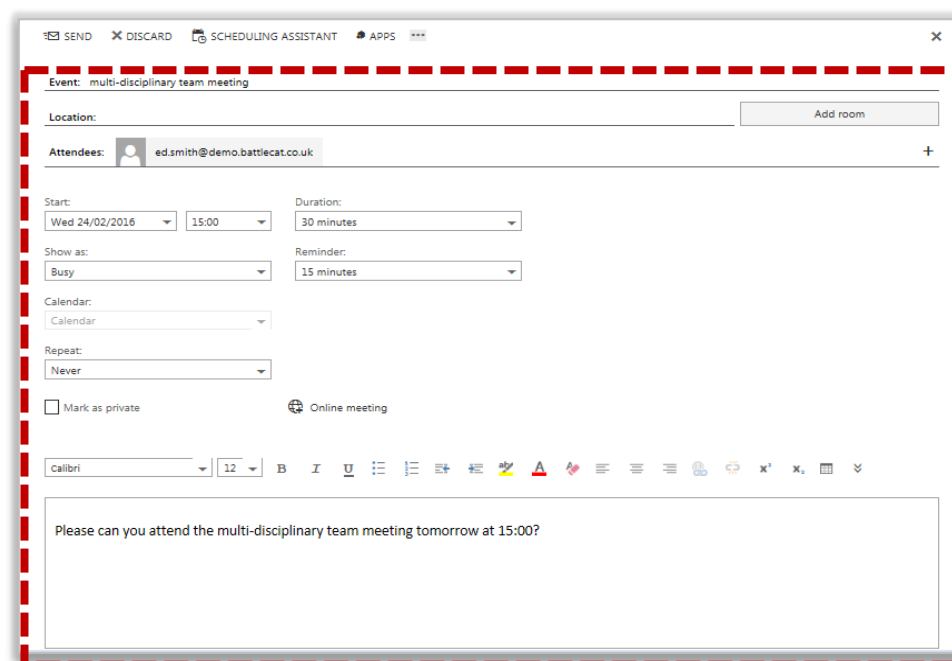 SEND DISCARD SCHEDULING ASSISTANT APPS
Event: multi-disciplinary team meeting
Location: Add room
Attendees: ed.smith@demo.battlecat.co.uk
Start: Duration:
Wed 24/02/2016 15:00 30 minutes
Show as: Reminder:
Busy 15 minutes
Calendar:
Calendar
Repeat:
Never
Mark as private Online meeting
Calibri 12 B I U aby A x² x₂
Please can you attend the multi-disciplinary team meeting tomorrow at 15:00?